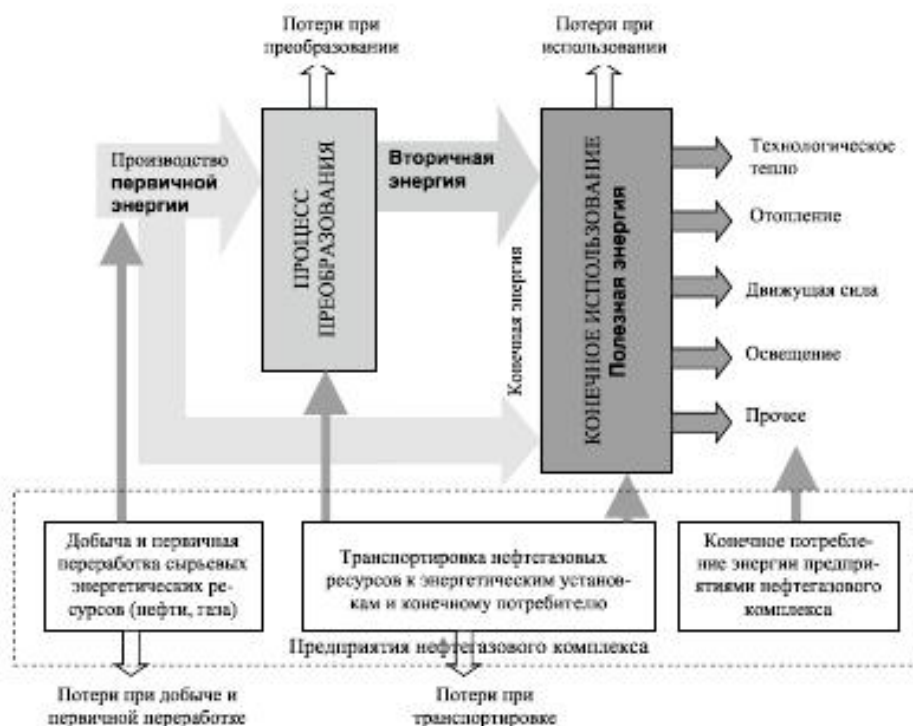 Потери при
преобразовании
Потери при
использовании
Производство
первичной
энергии
ПРОЦЕСС
ПРЕОБРАЗОВАНИЯ
Вторичная
энергия
Конечная энергия
КОНЕЧНОЕ ИСПОЛЬЗОВАНИЕ
Полезная энергия
Технологическое
тепло
Отопление
Движущая сила
Освещение
Прочее
Добыча и первичная
переработка сырьевых
энергетических ре-
сурсов (нефти, газа)
Транспортировка нефтегазовых
ресурсов к энергетическим установ-
кам и конечному потребителю
Конечное потребле-
ние энергии предпри-
ятиями нефтегазового
комплекса
Предприятия нефтегазового комплекса
Потери при добыче и
первичной переработке
Потери при
транспортировке